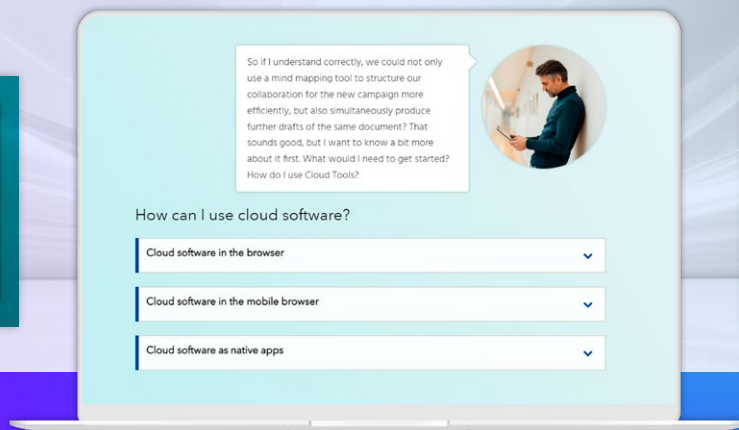 So if I understand correctly, we could not only
use a mind mapping tool to structure our
collaboration for the new campaign more
efficiently, but also simultaneously produce
further drafts of the same document? That
sounds good, but I want to know a bit more
about it first. What would I need to get started?
How do I use Cloud Tools?
How can I use cloud software?
Cloud software in the browser
Cloud software in the mobile browser
Cloud software as native apps